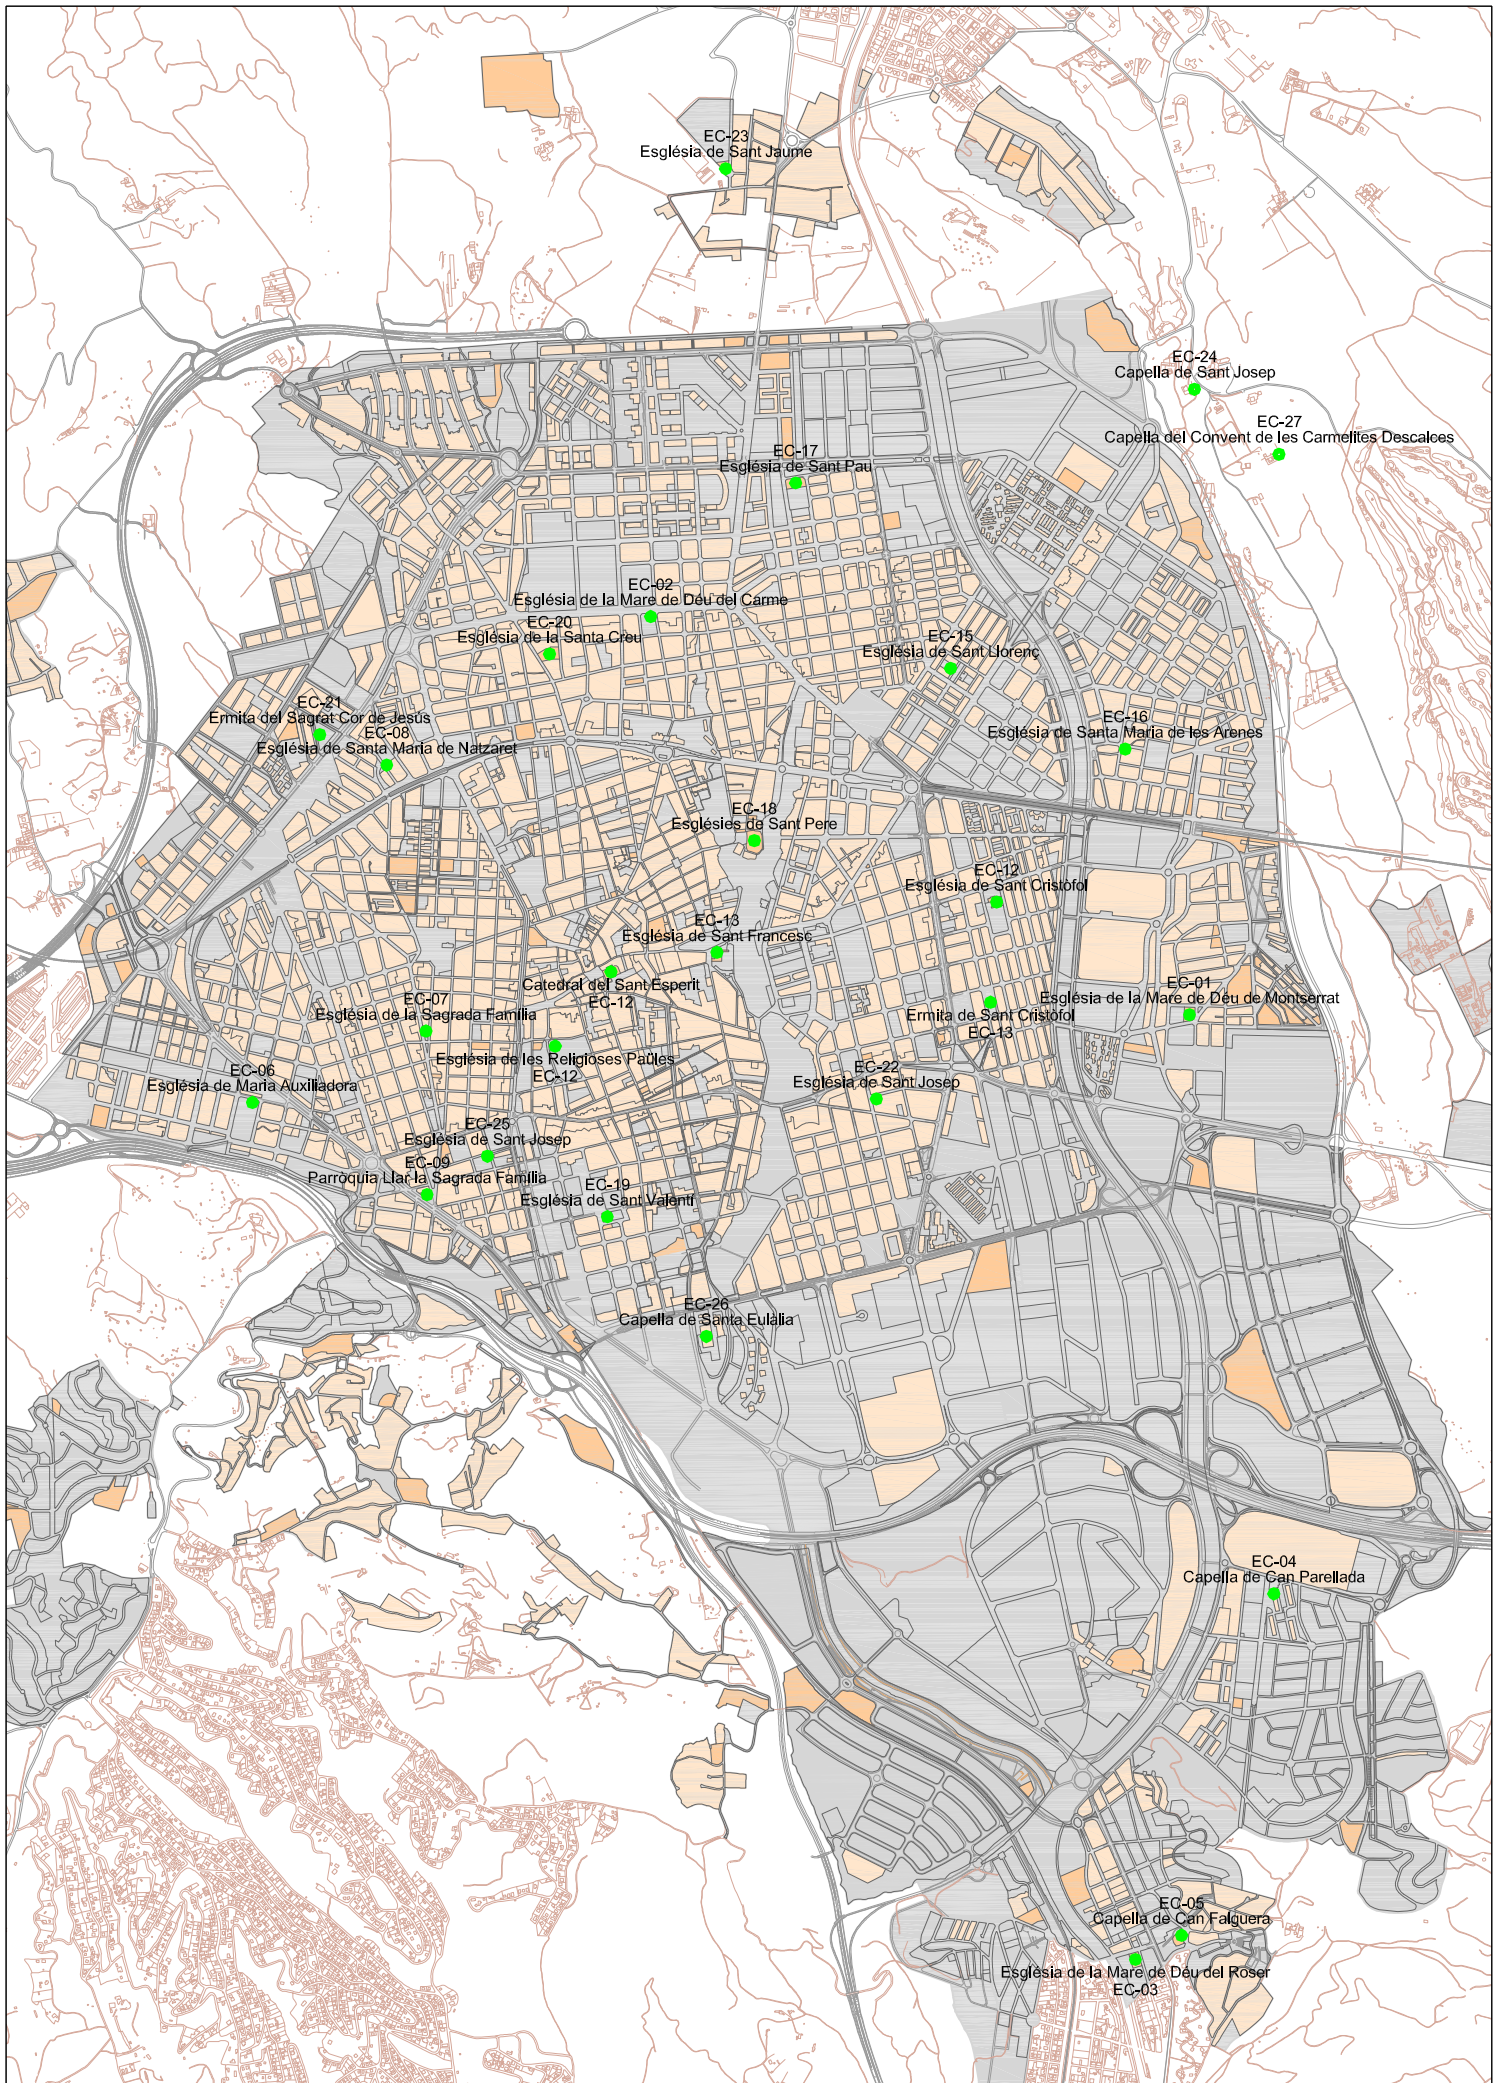 EC-23
Església de Sant Jaume
EC-24
Capella de Sant Josep
EC-27
Capella del Convent de les Carmelites Descalces
EC-17
Església de Sant Pau
EC-02
Església de la Mare de Déu del Carme
EC-20
Església de la Santa Creu
EC-15
Església de Sant Llorenç
EC-21
Ermita del Sagrat Cor de Jesús
EC-08
Església de Santa Maria de Natzaret
EC-16
Església de Santa Maria de les Arenes
EC-18
Esglésies de Sant Pere
EC-12
Església de Sant Cristòfol
EC-13
Església de Sant Francesc
Catedral del Sant Esperit
EC-12
EC-01
Església de la Mare de Déu de Montserrat
EC-07
Església de la Sagrada Família
Ermita de Sant Cristòfol
EC-13
Església de les Religioses Paüles
EC-12
EC-06
Església de Maria Auxiliadora
EC-22
Església de Sant Josep
EC-25
Església de Sant Josep
EC-09
Parròquia Llar la Sagrada Família
EC-19
Església de Sant Valentí
EC-26
Capella de Santa Eulàlia
EC-04
Capella de Can Parellada
EC-05
Capella de Can Falguera
Església de la Mare de Déu del Roser
EC-03